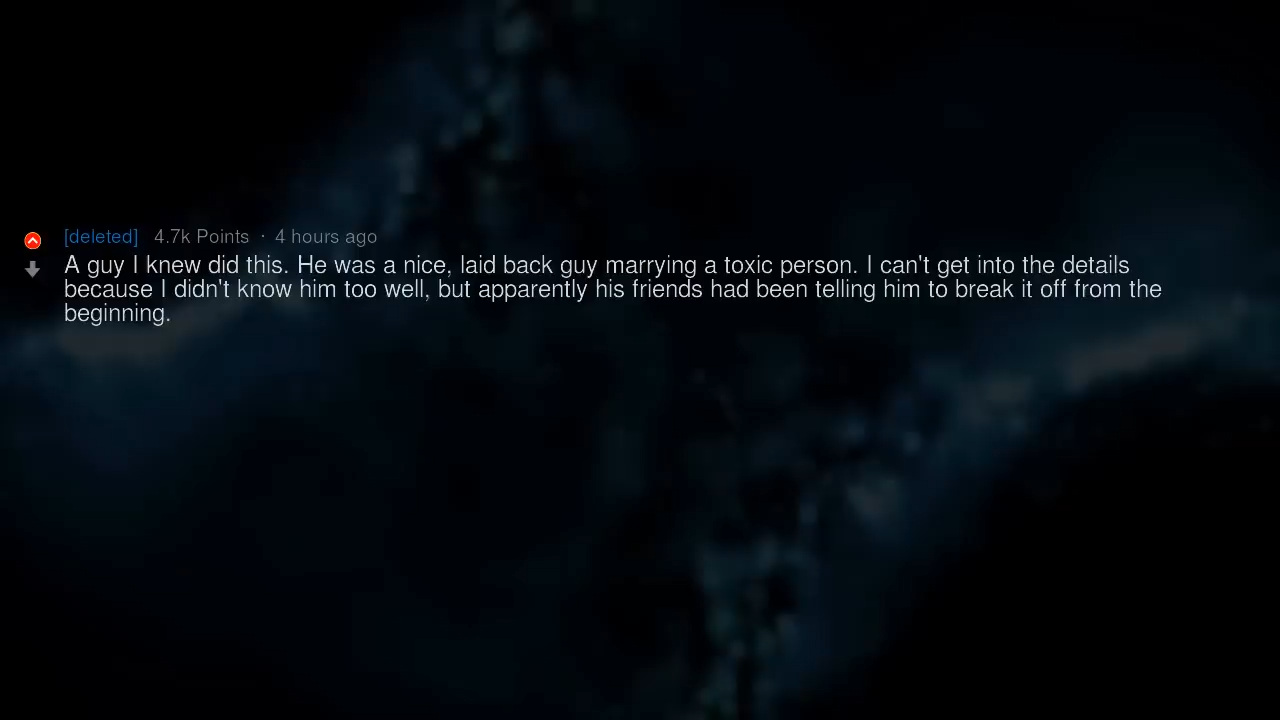 [deleted] 4.7k Points · 4 hours ago
A guy I knew did this. He was a nice, laid back guy marrying a toxic person. I can't get into the details
because I didn't know him too well, but apparently his friends had been telling him to break it off from the
beginning.